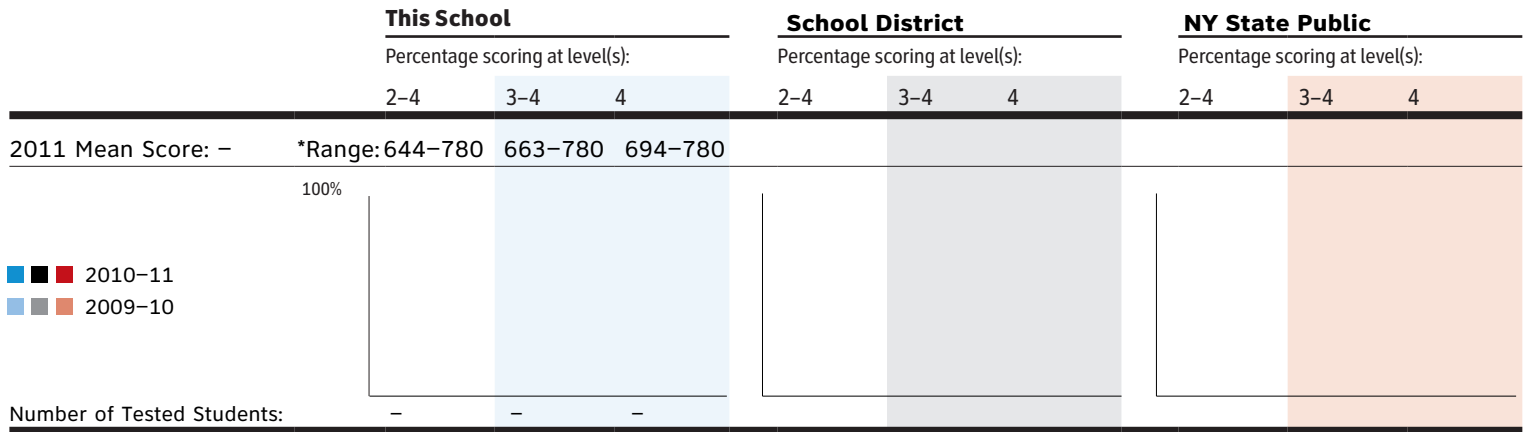 This School School District NY State Public
Percentage scoring at level(s): Percentage scoring at level(s): Percentage scoring at level(s):
2–4 3–4 4 2–4 3–4 4 2–4 3–4 4
2011 Mean Score: – *Range: 644–780 663–780 694–780
100%
2010–11
2009–10
Number of Tested Students: – – –